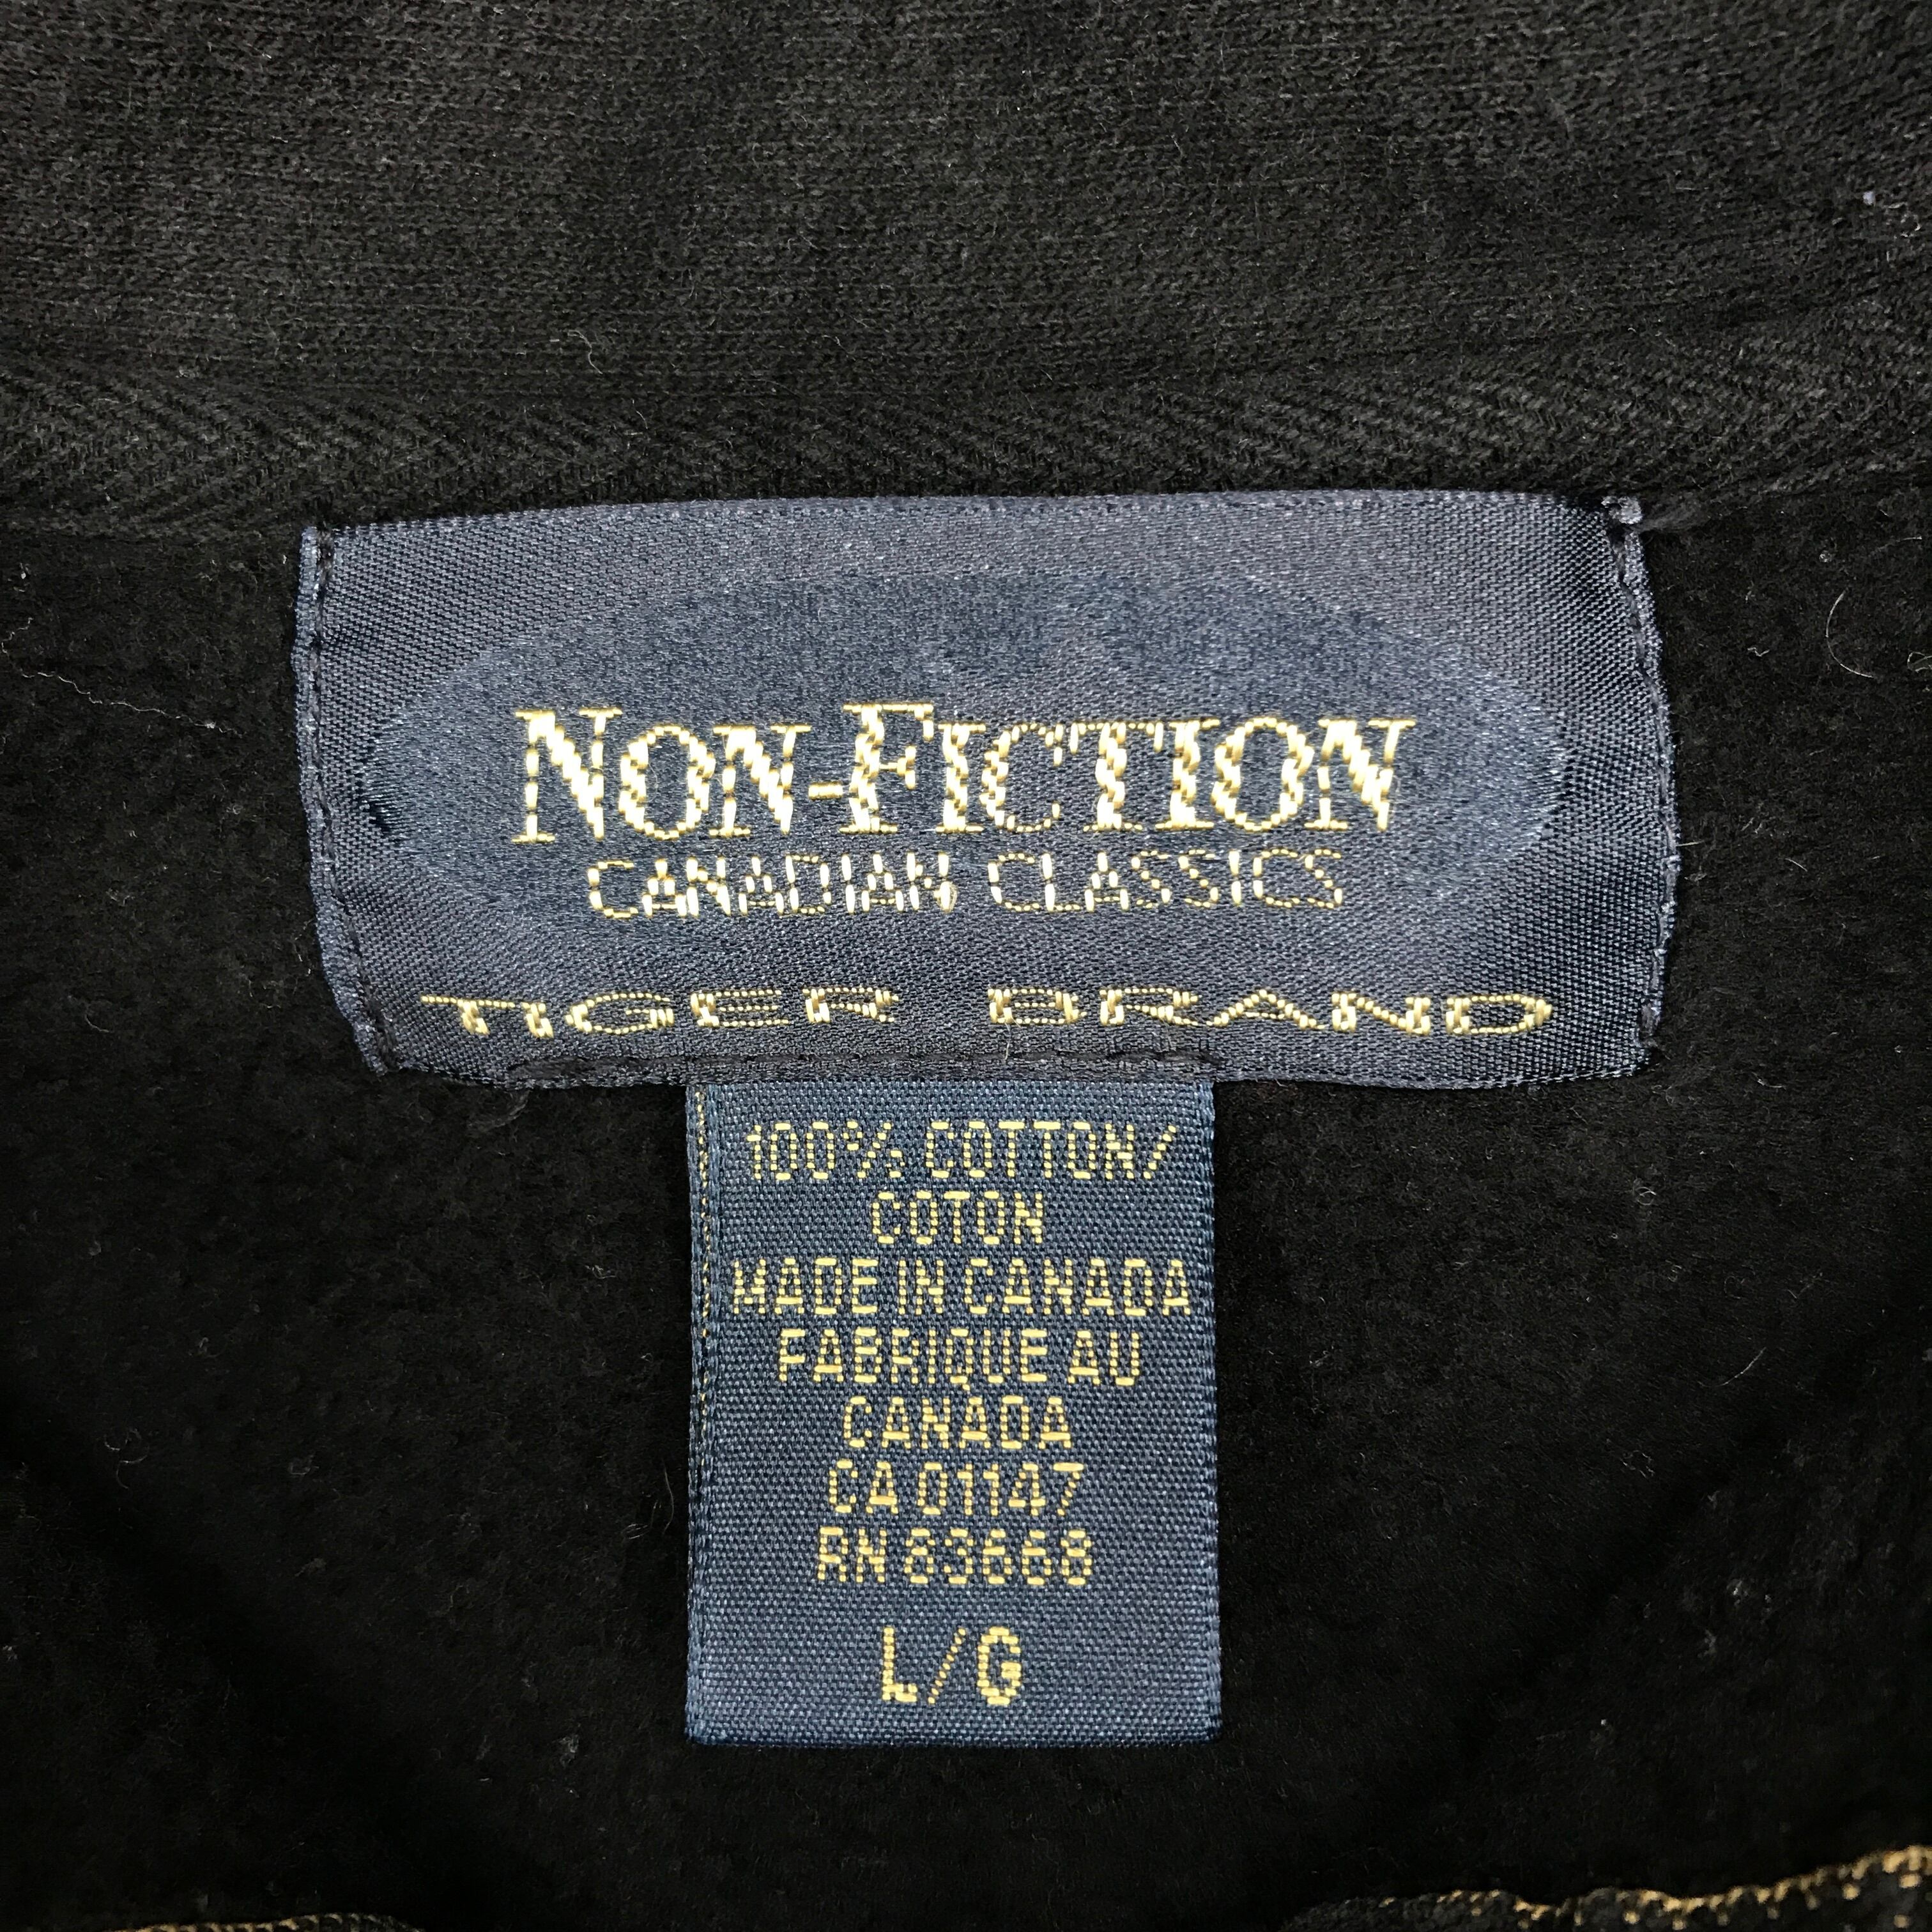 NON-FICTION
CANADIAN CLASSICS
TIGER BRAND
100% COTTON/
COTON
MADE IN CANADA
FABRIQUE AU
CANADA
CA 01147
RN 83668
L/G